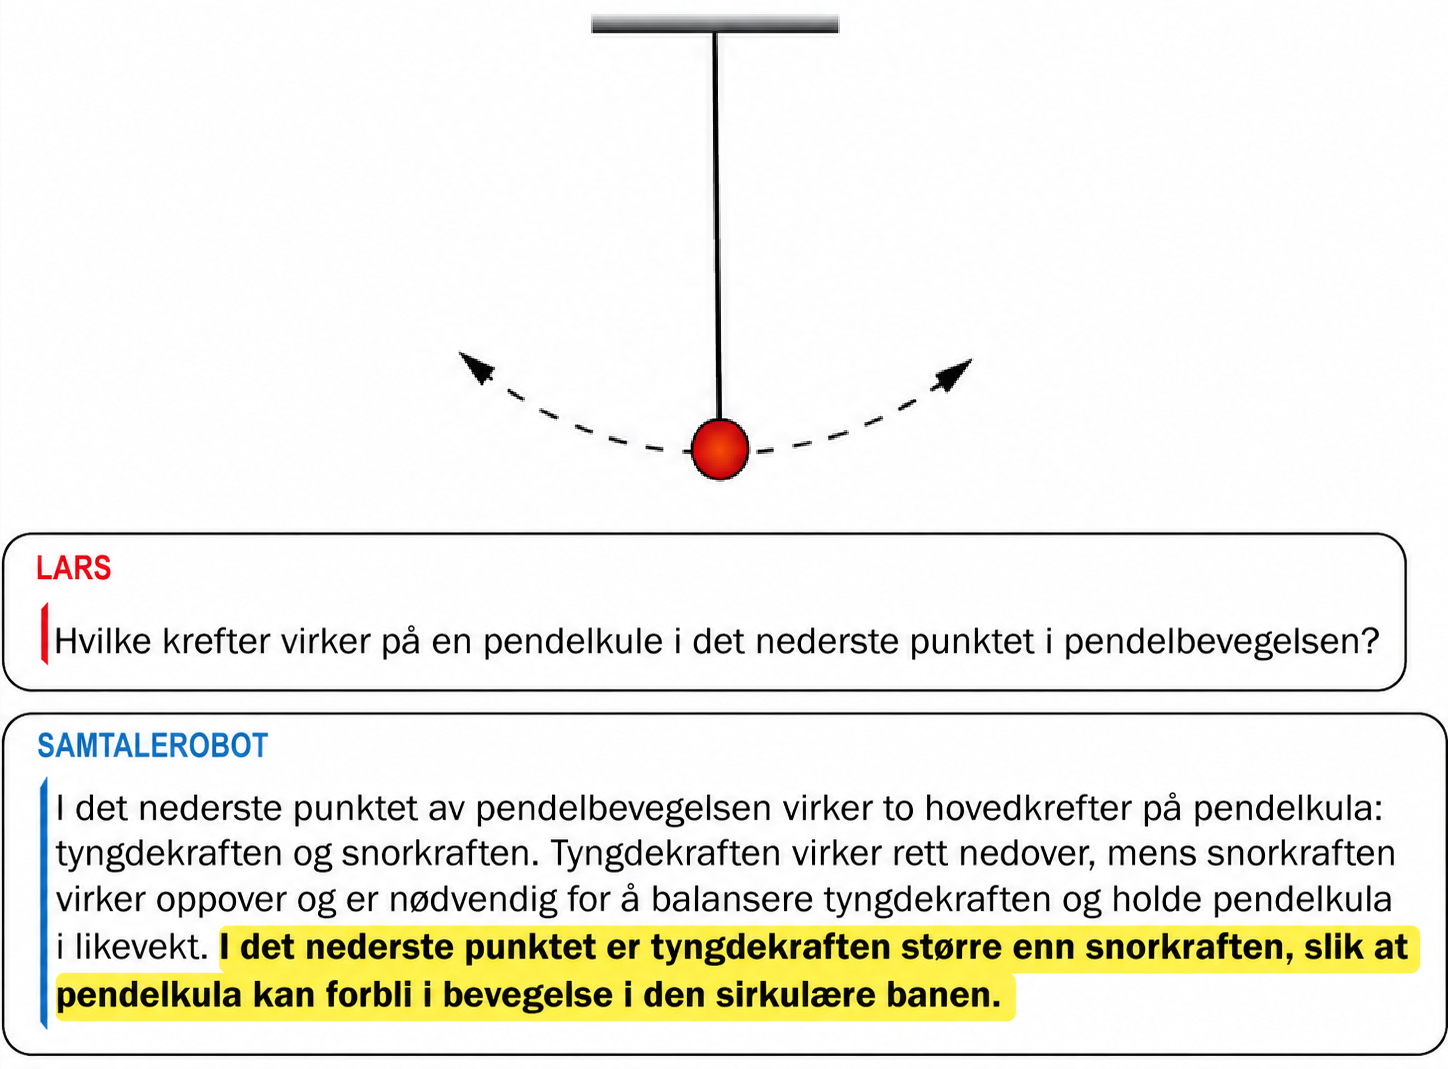 LARS
Hvilke krefter virker på en pendelkule i det nederste punktet i pendelbevegelsen?
SAMTALEROBOT
I det nederste punktet av pendelbevegelsen virker to hovedkrefter på pendelkula:
tyngdekraften og snorkraften. Tyngdekraften virker rett nedover, mens snorkraften
virker oppover og er nødvendig for å balansere tyngdekraften og holde pendelkula
i likevekt. I det nederste punktet er tyngdekraften større enn snorkraften, slik at
pendelkula kan forbli i bevegelse i den sirkulære banen.